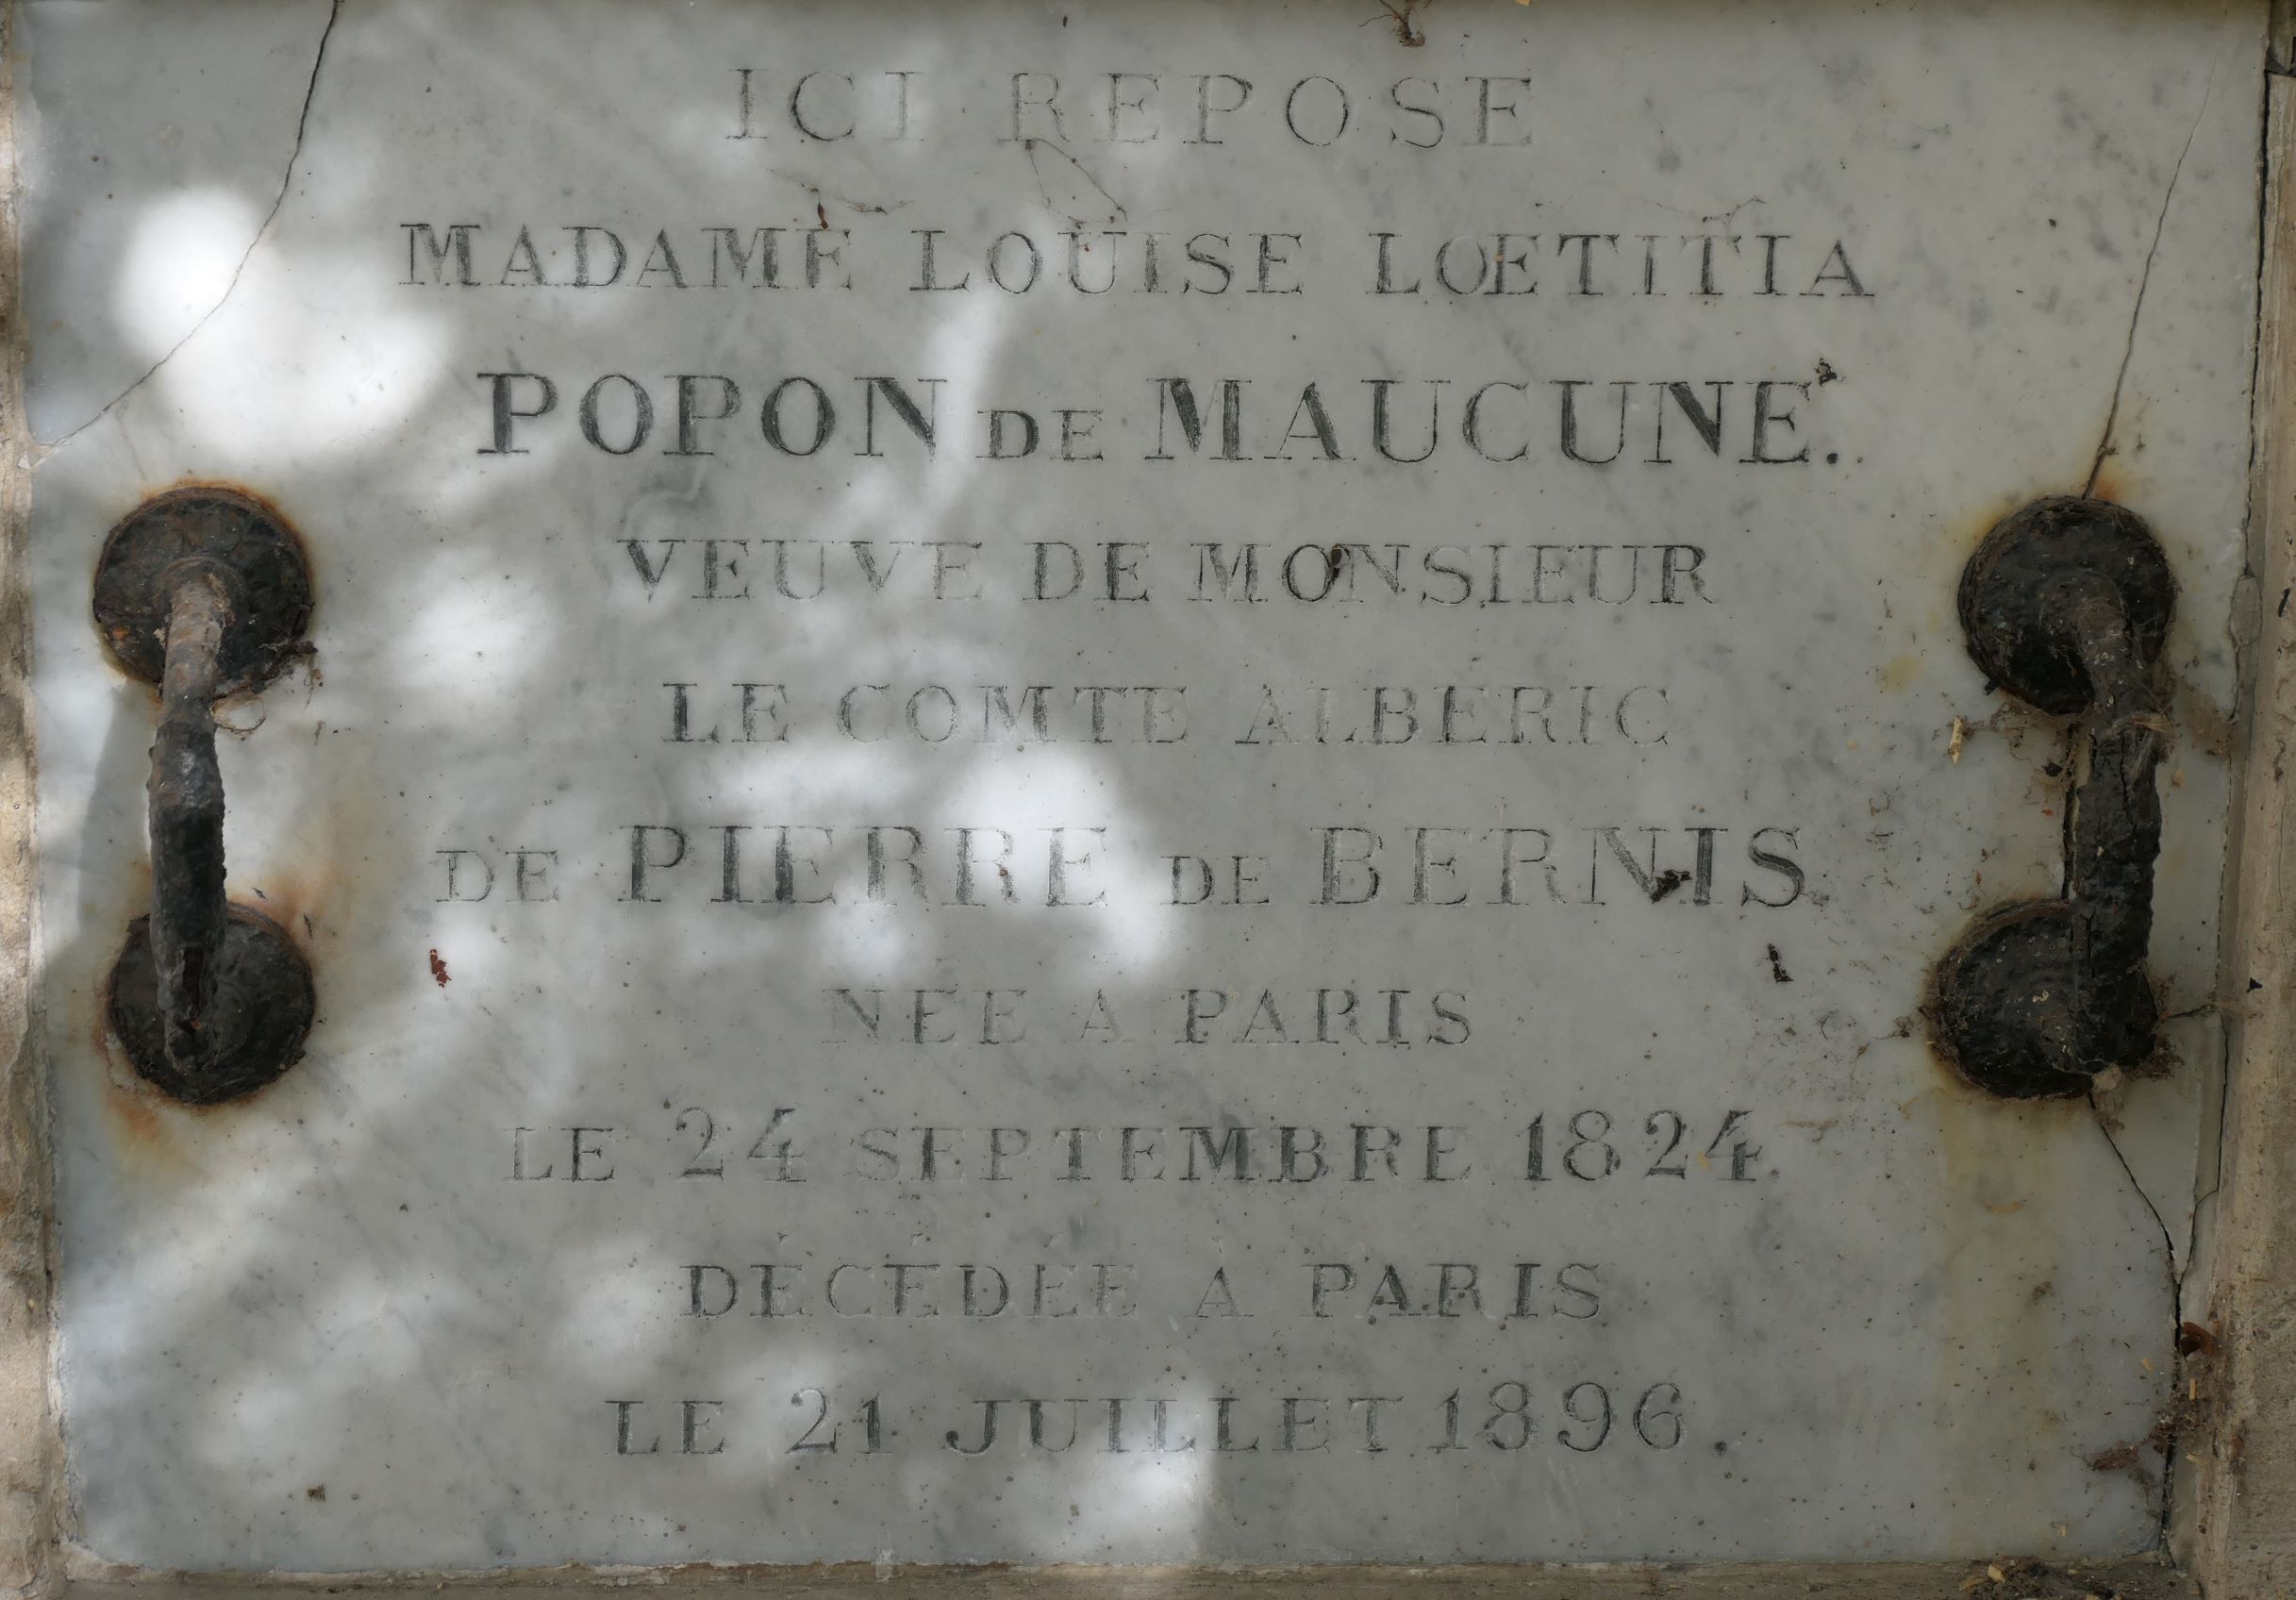 ICI REPOSE
MADAME LOUISE LŒTITIA
POPON DE MAUCUNE.
VEUVE DE MONSIEUR
LE COMTE ALBÉRIC
DE PIERRE DE BERNIS.
NÉE A PARIS
LE 24 SEPTEMBRE 1824.
DÉCÉDÉE À PARIS
LE 21 JUILLET 1896.